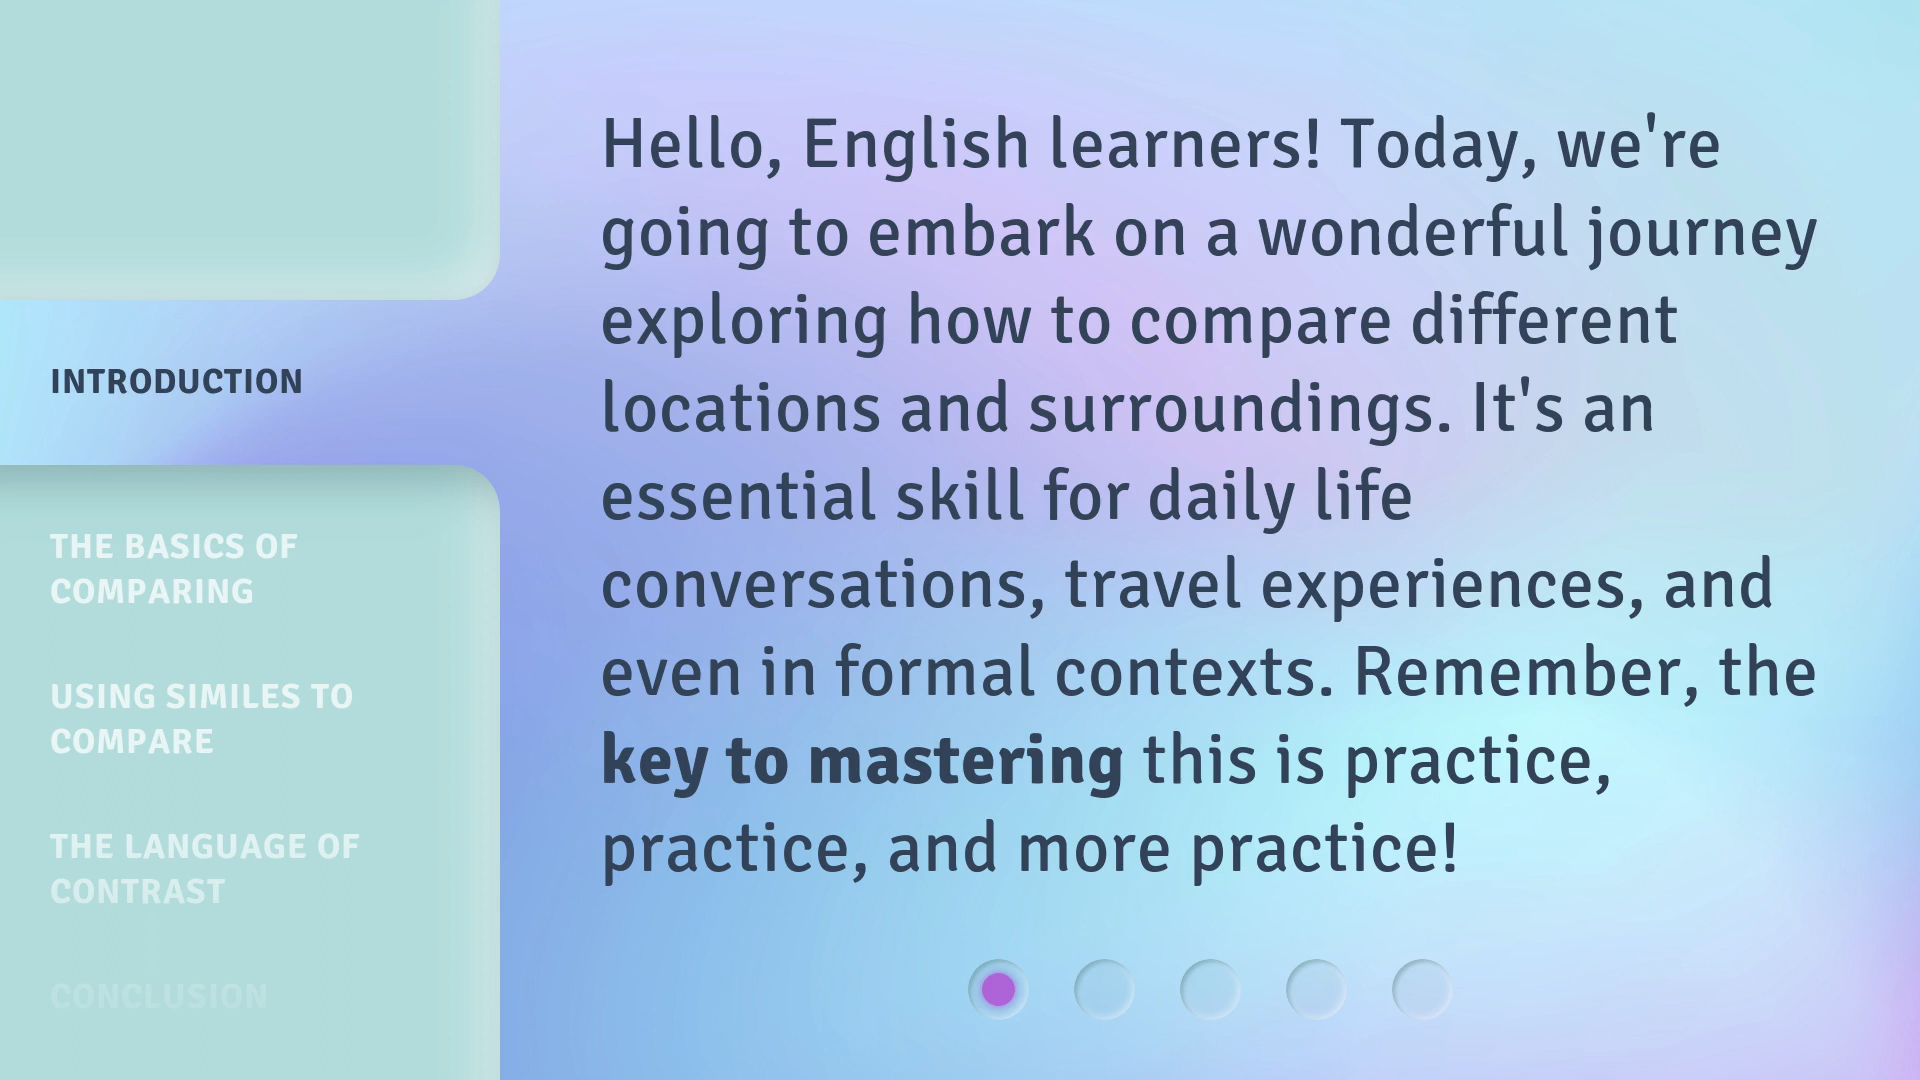 INTRODUCTION
THE BASICS OF
COMPARING
USING SIMILES TO
COMPARE
THE LANGUAGE OF
CONTRAST
CONCLUSION
Hello, English learners! Today, we're
going to embark on a wonderful journey
exploring how to compare different
locations and surroundings. It's an
essential skill for daily life
conversations, travel experiences, and
even in formal contexts. Remember, the
key to mastering this is practice,
practice, and more practice!